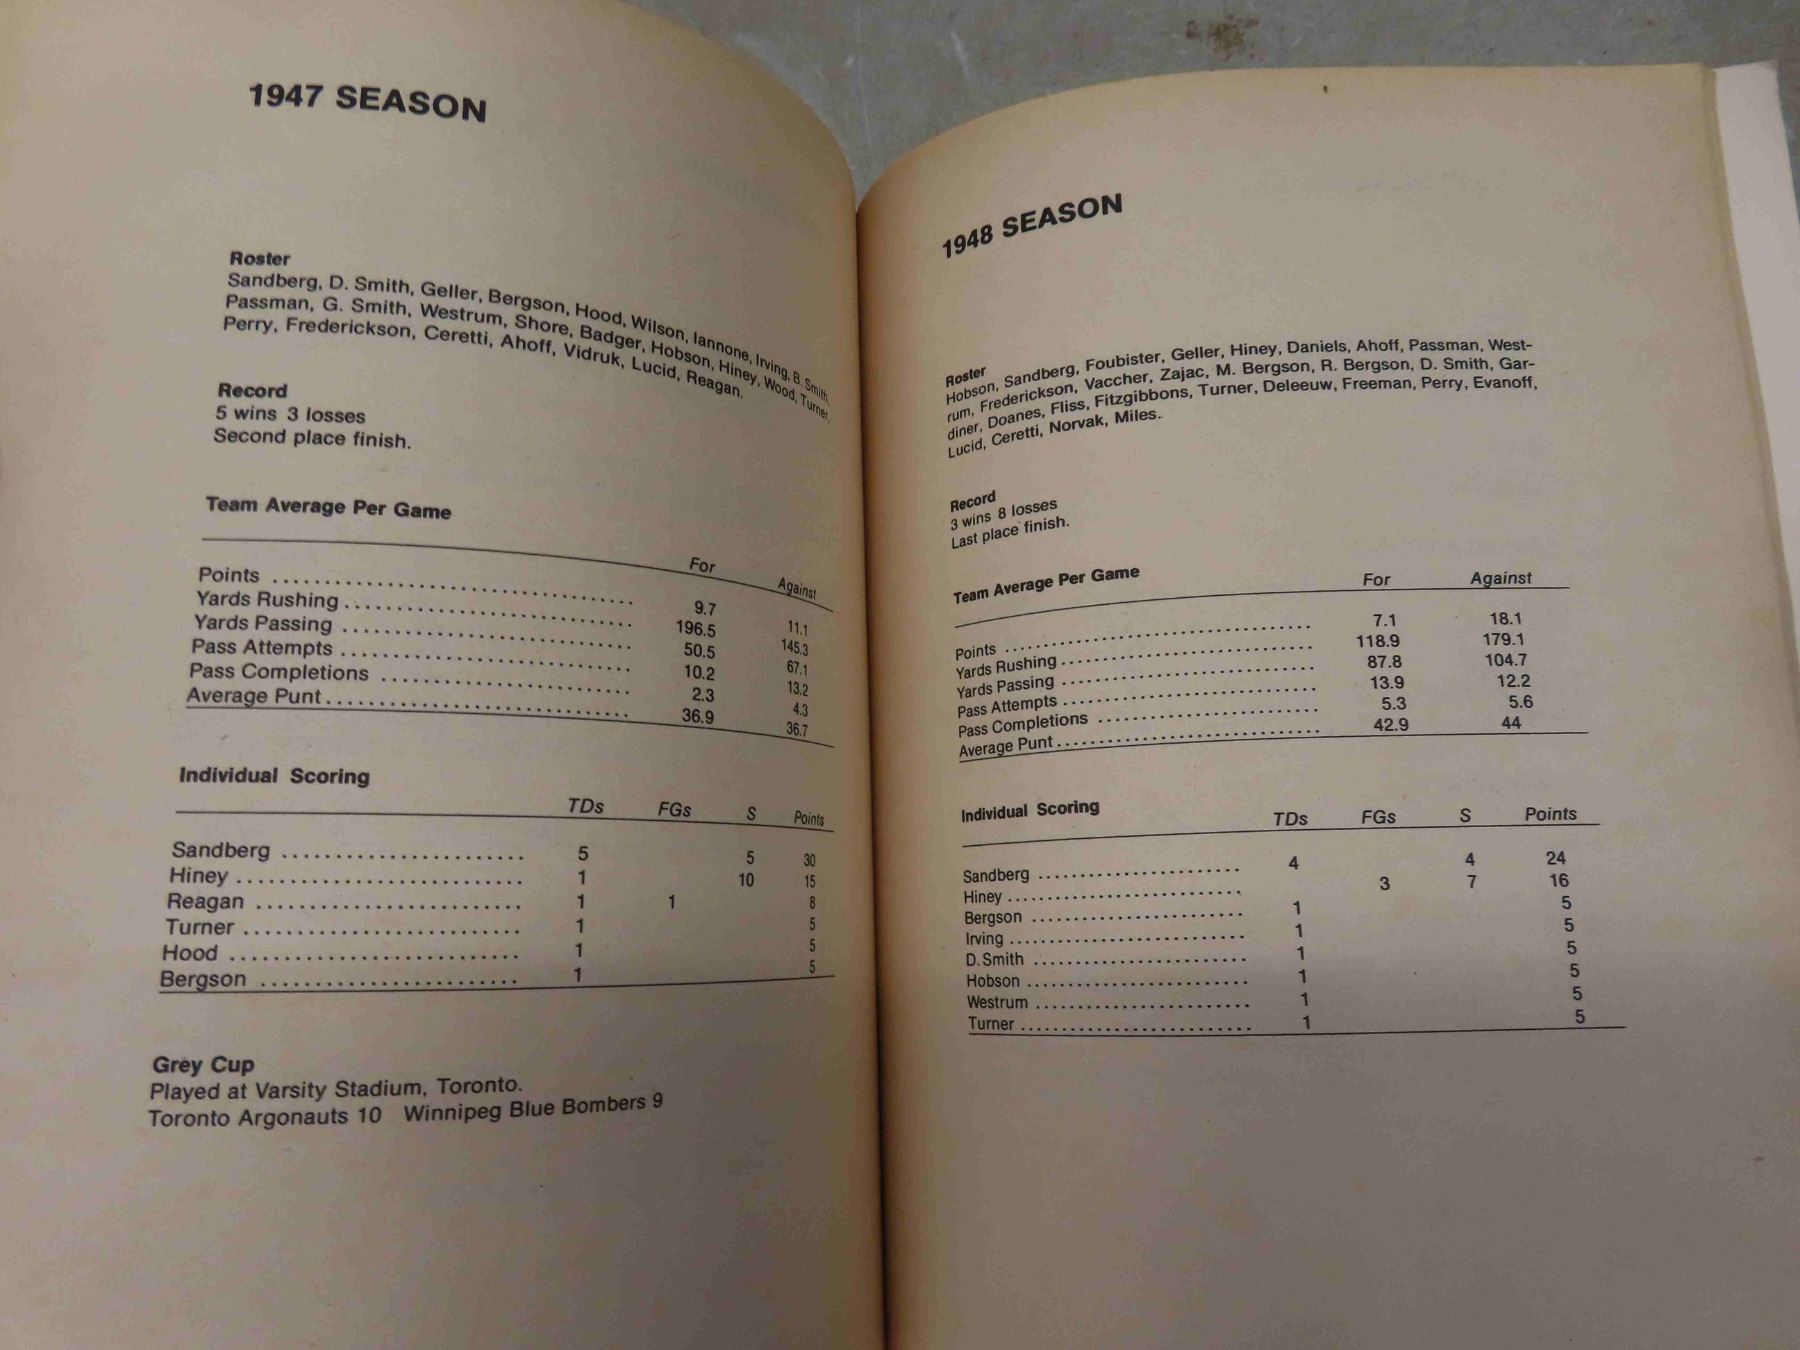 1947 SEASON
Roster
Sandberg, D. Smith, Geller, Bergson, Hood, Wilson, Iannone, Irving, B. Smith,
Passman, G. Smith, Westrum, Shore, Badger, Hobson, Hiney, Wood, Turner,
Perry, Frederickson, Ceretti, Ahoff, Vidruk, Lucid, Reagan.
Record
5 wins 3 losses
Second place finish.
Team Average Per Game
For Against
Points 9.7 11.1
Yards Rushing 196.5 145.3
Yards Passing 50.5 67.1
Pass Attempts 10.2 13.2
Pass Completions 2.3 4.3
Average Punt 36.9 36.7
Individual Scoring
TDs FGs S Points
Sandberg 5 5 30
Hiney 1 10 15
Reagan 1 1 8
Turner 1 5
Hood 1 5
Bergson 1 5
Grey Cup
Played at Varsity Stadium, Toronto.
Toronto Argonauts 10 Winnipeg Blue Bombers 9
1948 SEASON
Roster
Hobson, Sandberg, Foubister, Geller, Hiney, Daniels, Ahoff, Passman, West-
rum, Frederickson, Vaccher, Zajac, M. Bergson, R. Bergson, D. Smith, Gar-
diner, Doanes, Fliss, Fitzgibbons, Turner, Deleeuw, Freeman, Perry, Evanoff,
Lucid, Ceretti, Norvak, Miles.
Record
3 wins 8 losses
Last place finish.
Team Average Per Game
For Against
Points 7.1 18.1
Yards Rushing 118.9 179.1
Yards Passing 87.8 104.7
Pass Attempts 13.9 12.2
Pass Completions 5.3 5.6
Average Punt 42.9 44
Individual Scoring
TDs FGs S Points
Sandberg 4 4 24
Hiney 3 7 16
Bergson 1 5
Irving 1 5
D. Smith 1 5
Hobson 1 5
Westrum 1 5
Turner 1 5